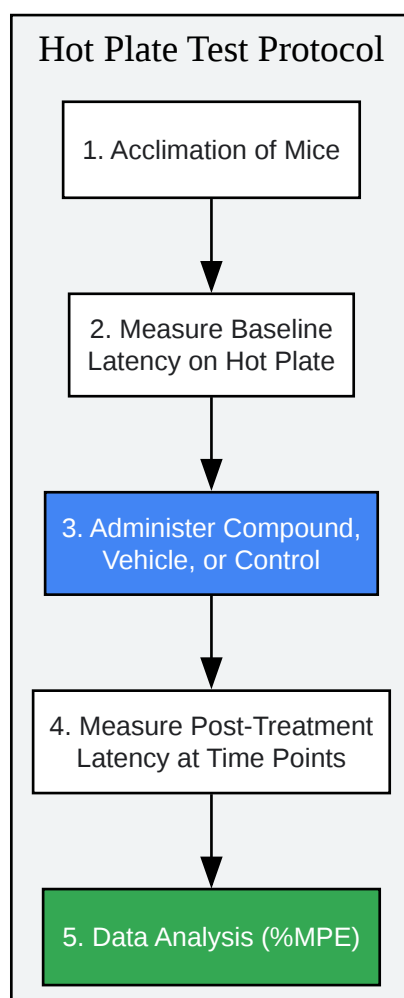 Hot Plate Test Protocol
1. Acclimation of Mice
2. Measure Baseline
Latency on Hot Plate
3. Administer Compound,
Vehicle, or Control
4. Measure Post-Treatment
Latency at Time Points
5. Data Analysis (%MPE)